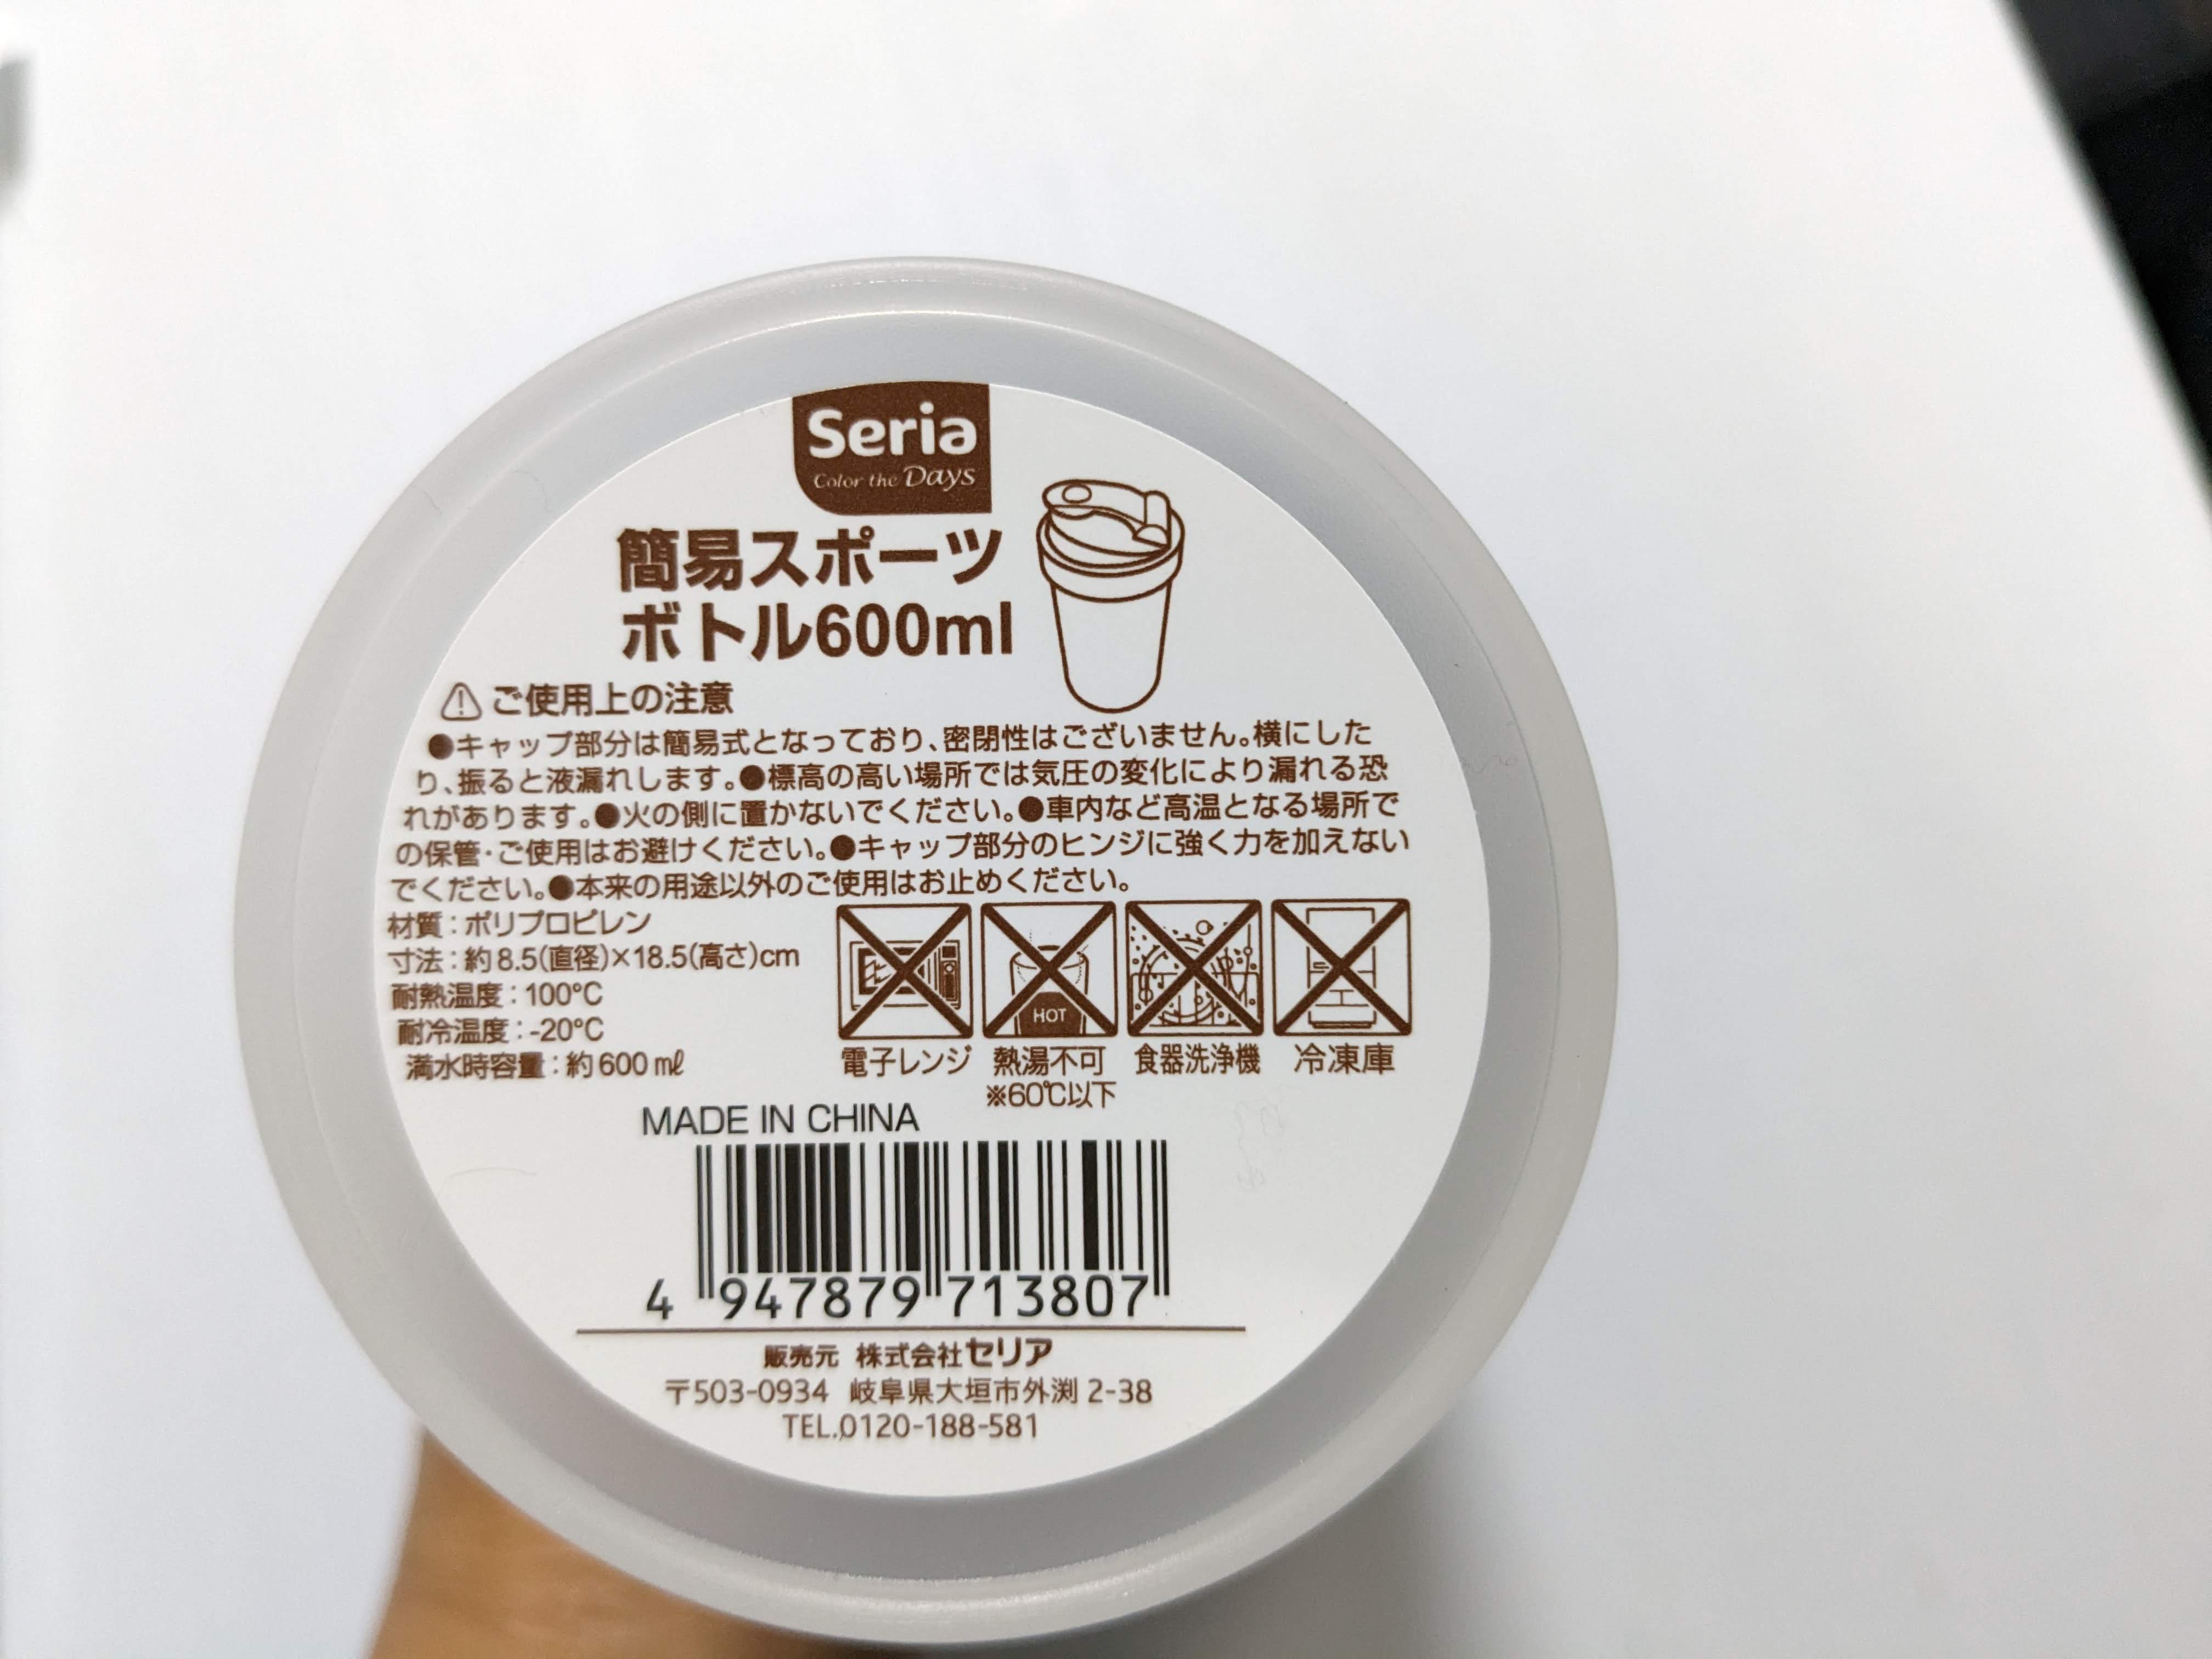 Seria
Color the Days
簡易スポーツ
ボトル600ml
ご使用上の注意
●キャップ部分は簡易式となっており、密閉性はございません。横にした
り、振ると液漏れします。●標高の高い場所では気圧の変化により漏れる恐
れがあります。●火の側に置かないでください。●車内など高温となる場所で
の保管・ご使用はお避けください。●キャップ部分のヒンジに強く力を加えない
でください。●本来の用途以外のご使用はお止めください。
材質：ポリプロピレン
寸法：約8.5(直径)×18.5(高さ)cm
耐熱温度：100℃
耐冷温度：-20℃
満水時容量：約600㎖
HOT
電子レンジ 熱湯不可 食器洗浄機 冷凍庫
※60℃以下
MADE IN CHINA
4 947879 713807
販売元 株式会社セリア
〒503-0934 岐阜県大垣市外渕2-38
TEL.0120-188-581